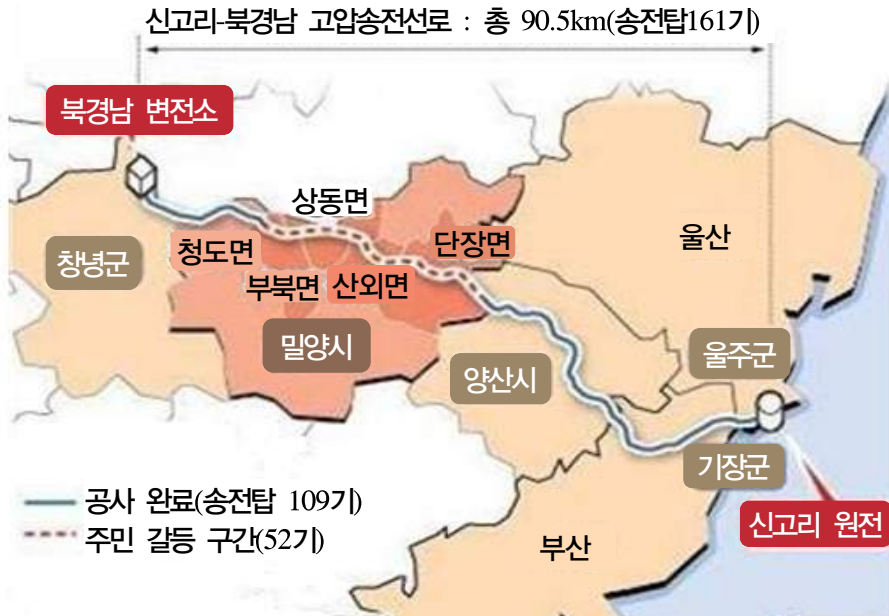 신고리-북경남 고압송전선로 : 총 90.5km(송전탑161기)
북경남 변전소
상동면
울산
창녕군
청도면
단장면
부북면
산외면
밀양시
양산시
울주군
기장군
공사 완료(송전탑 109기)
주민 갈등 구간(52기)
신고리 원전
부산